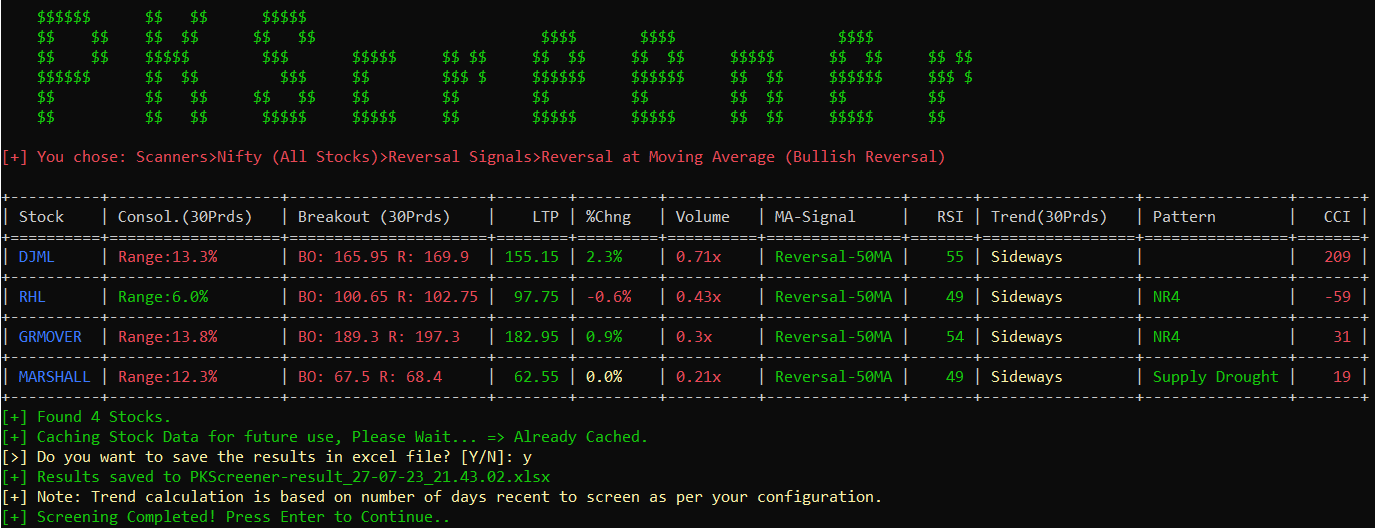 PKScreener
[+] You chose: Scanners>Nifty (All Stocks)>Reversal Signals>Reversal at Moving Average (Bullish Reversal)
| Stock | Consol.(30Prds) | Breakout (30Prds) | LTP | %Chng | Volume | MA-Signal | RSI | Trend(30Prds) | Pattern | CCI |
| DJML | Range:13.3% | BO: 165.95 R: 169.9 | 155.15 | 2.3% | 0.71x | Reversal-50MA | 55 | Sideways | | 209 |
| RHL | Range:6.0% | BO: 100.65 R: 102.75 | 97.75 | -0.6% | 0.43x | Reversal-50MA | 49 | Sideways | NR4 | -59 |
| GRMOVER | Range:13.8% | BO: 189.3 R: 197.3 | 182.95 | 0.9% | 0.3x | Reversal-50MA | 54 | Sideways | NR4 | 31 |
| MARSHALL | Range:12.3% | BO: 67.5 R: 68.4 | 62.55 | 0.0% | 0.21x | Reversal-50MA | 49 | Sideways | Supply Drought | 19 |
[+] Found 4 Stocks.
[+] Caching Stock Data for future use, Please Wait... => Already Cached.
[>] Do you want to save the results in excel file? [Y/N]: y
[+] Results saved to PKScreener-result_27-07-23_21.43.02.xlsx
[+] Note: Trend calculation is based on number of days recent to screen as per your configuration.
[+] Screening Completed! Press Enter to Continue..